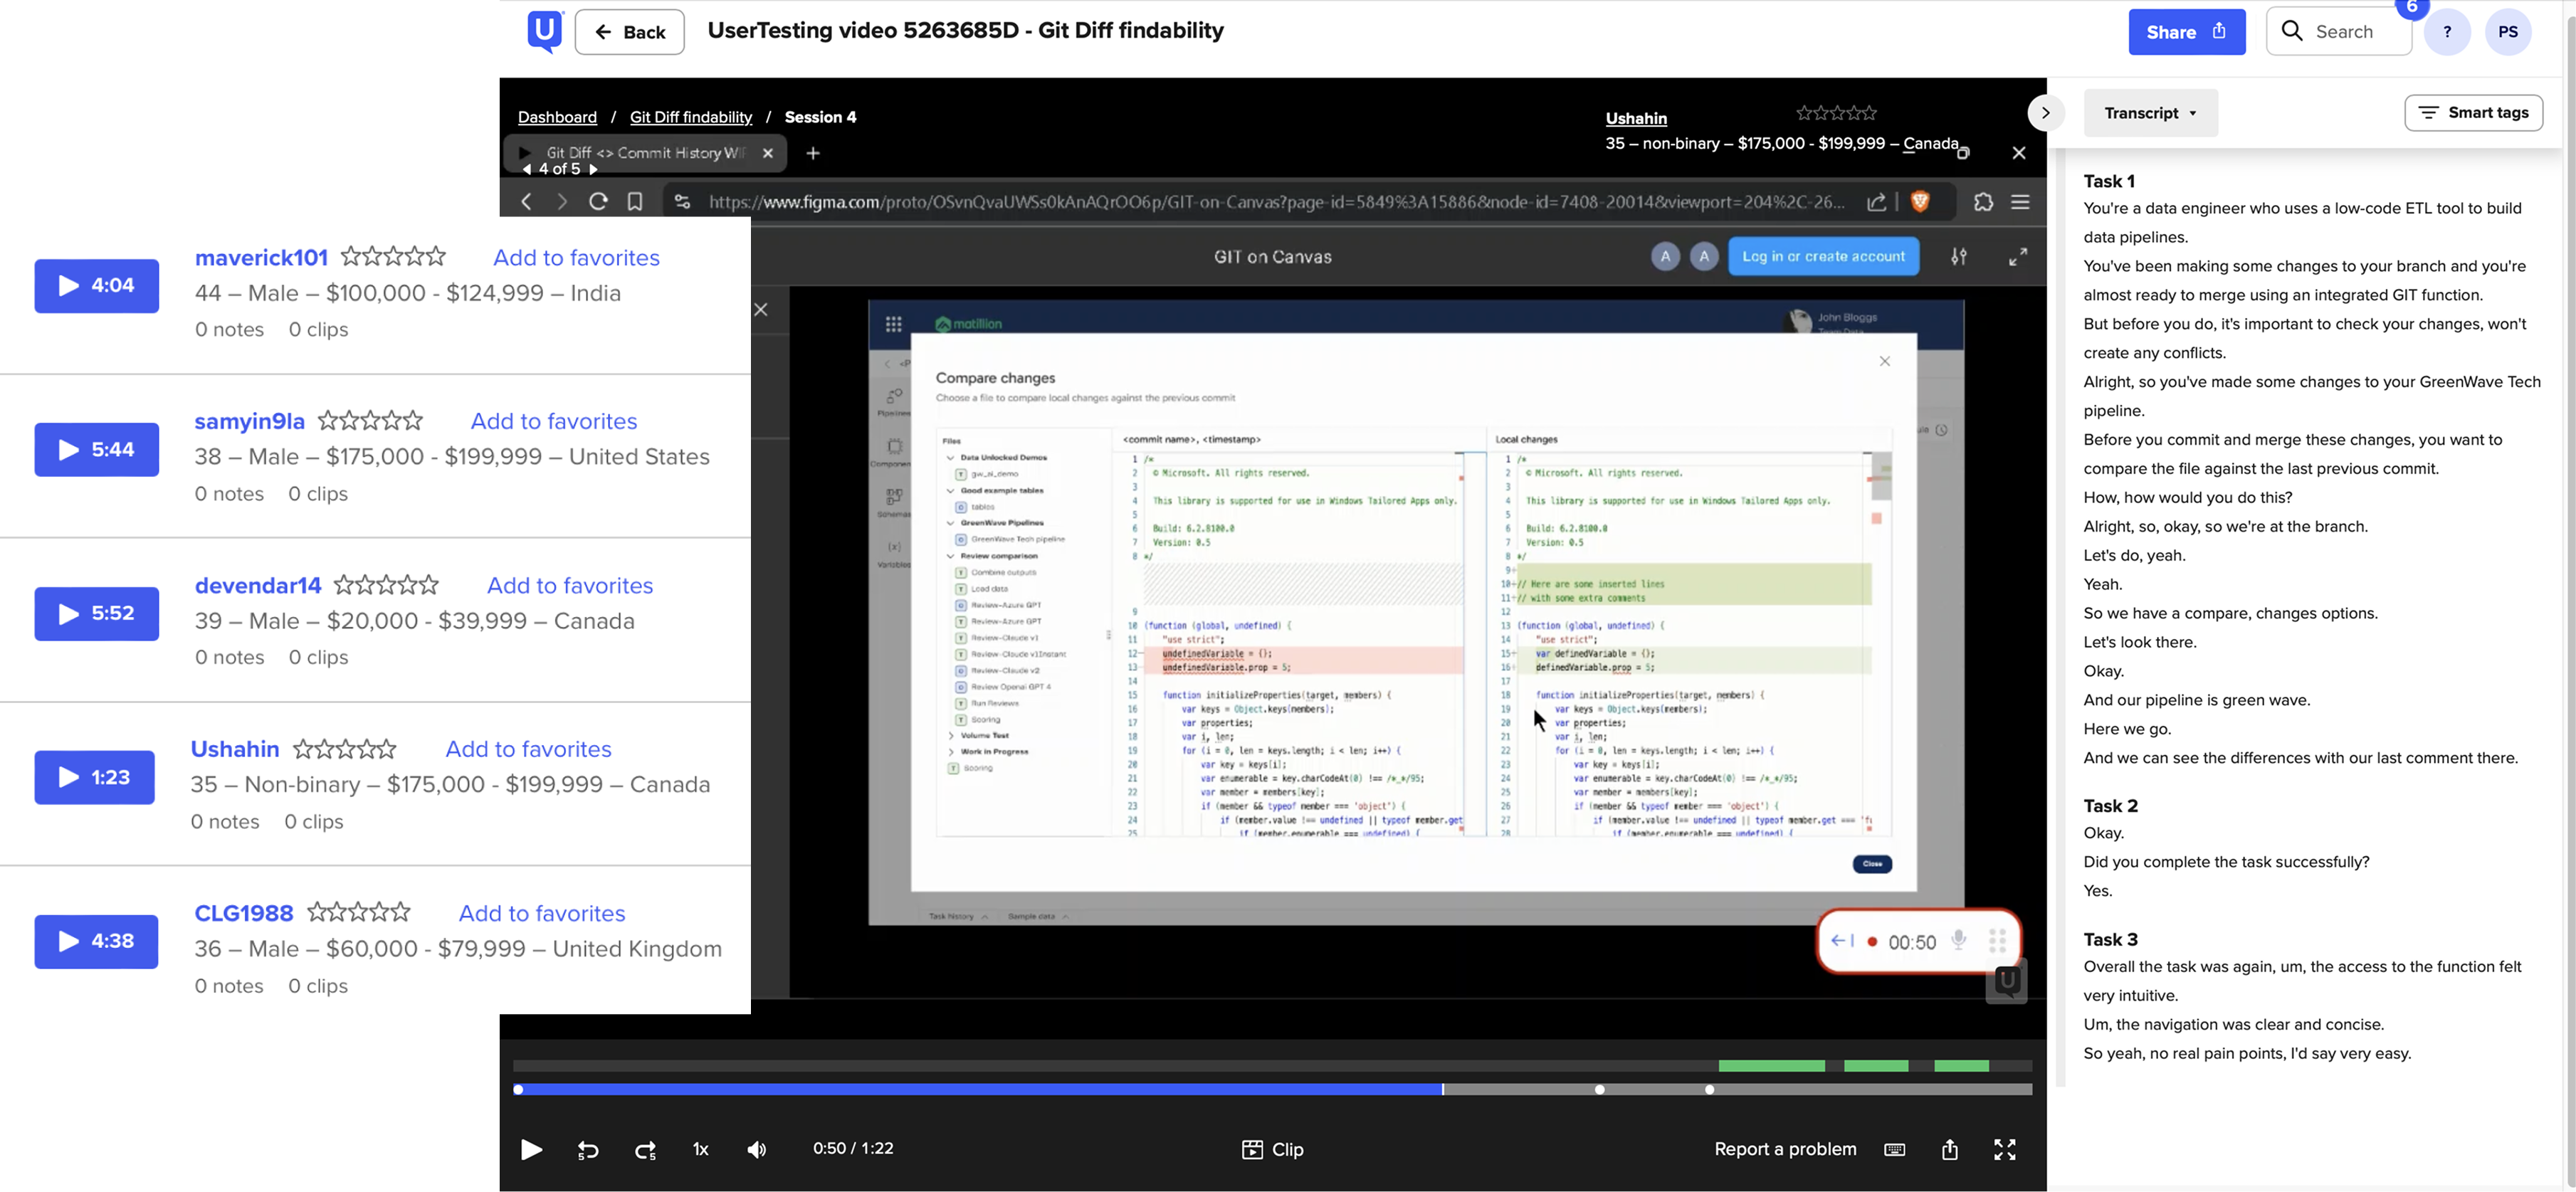 Back
UserTesting video 5263685D - Git Diff findability
Share
Search
6
?
PS
Dashboard / Git Diff findability / Session 4
Ushahin
35 – non-binary – $175,000 - $199,999 – Canada
Git Diff <> Commit History
4 of 5
https://www.figma.com/proto/OSvnQvaUWSs0kAnAQrOO6p/GIT-on-Canvas?page-id=5849%3A15886&node-id=7408-20014&viewport=204%2C-26...
GIT on Canvas
A
A
Log in or create account
maverick101
Add to favorites
4:04
44 – Male – $100,000 - $124,999 – India
0 notes 0 clips
samyin9la
Add to favorites
5:44
38 – Male – $175,000 - $199,999 – United States
0 notes 0 clips
devendar14
Add to favorites
5:52
39 – Male – $20,000 - $39,999 – Canada
0 notes 0 clips
Ushahin
Add to favorites
1:23
35 – Non-binary – $175,000 - $199,999 – Canada
0 notes 0 clips
CLG1988
Add to favorites
4:38
36 – Male – $60,000 - $79,999 – United Kingdom
0 notes 0 clips
matillion
John Bloggs
Compare changes
Choose a file to compare local changes against the previous commit
Files
Data Unlocked Demos
gw_ai_demo
Good example tables
tables
GreenWave Pipelines
GreenWave Tech pipeline
Review comparison
Combine outputs
Load data
Review-Azure GPT
Review-Azure GPT
Review-Claude v1
Review-Claude v1Instant
Review-Claude v2
Review Openai GPT 4
Run Reviews
Scoring
Volume Test
Work in Progress
Scoring
<commit name>, <timestamp>
1 /*
2 © Microsoft. All rights reserved.
3
4 This library is supported for use in Windows Tailored Apps only.
5
6 Build: 6.2.8100.0
7 Version: 0.5
8 */
9
10 (function (global, undefined) {
11 "use strict";
12- undefinedVariable = {};
13- undefinedVariable.prop = 5;
14
15 function initializeProperties(target, members) {
16 var keys = Object.keys(members);
17 var properties;
18 var i, len;
19 for (i = 0, len = keys.length; i < len; i++) {
20 var key = keys[i];
21 var enumerable = key.charCodeAt(0) !== /*_*/95;
22 var member = members[key];
23 if (member && typeof member === 'object') {
24 if (member.value !== undefined || typeof member.get
25 if (member.enumerable === undefined) {
Local changes
1 /*
2 © Microsoft. All rights reserved.
3
4 This library is supported for use in Windows Tailored Apps only.
5
6 Build: 6.2.8100.0
7 Version: 0.5
8 */
9+
10+// Here are some inserted lines
11+// with some extra comments
12
13 (function (global, undefined) {
14 "use strict";
15+ var definedVariable = {};
16+ definedVariable.prop = 5;
17
18 function initializeProperties(target, members) {
19 var keys = Object.keys(members);
20 var properties;
21 var i, len;
22 for (i = 0, len = keys.length; i < len; i++) {
23 var key = keys[i];
24 var enumerable = key.charCodeAt(0) !== /*_*/95;
25 var member = members[key];
26 if (member && typeof member === 'object') {
27 if (member.value !== undefined || typeof member.get ===
28 if (member.enumerable === undefined) {
Close
Task history
Sample data
00:50
0:50 / 1:22
1x
Clip
Report a problem
Transcript
Smart tags
Task 1
You're a data engineer who uses a low-code ETL tool to build
data pipelines.
You've been making some changes to your branch and you're
almost ready to merge using an integrated GIT function.
But before you do, it's important to check your changes, won't
create any conflicts.
Alright, so you've made some changes to your GreenWave Tech
pipeline.
Before you commit and merge these changes, you want to
compare the file against the last previous commit.
How, how would you do this?
Alright, so, okay, so we're at the branch.
Let's do, yeah.
Yeah.
So we have a compare, changes options.
Let's look there.
Okay.
And our pipeline is green wave.
Here we go.
And we can see the differences with our last comment there.
Task 2
Okay.
Did you complete the task successfully?
Yes.
Task 3
Overall the task was again, um, the access to the function felt
very intuitive.
Um, the navigation was clear and concise.
So yeah, no real pain points, I'd say very easy.